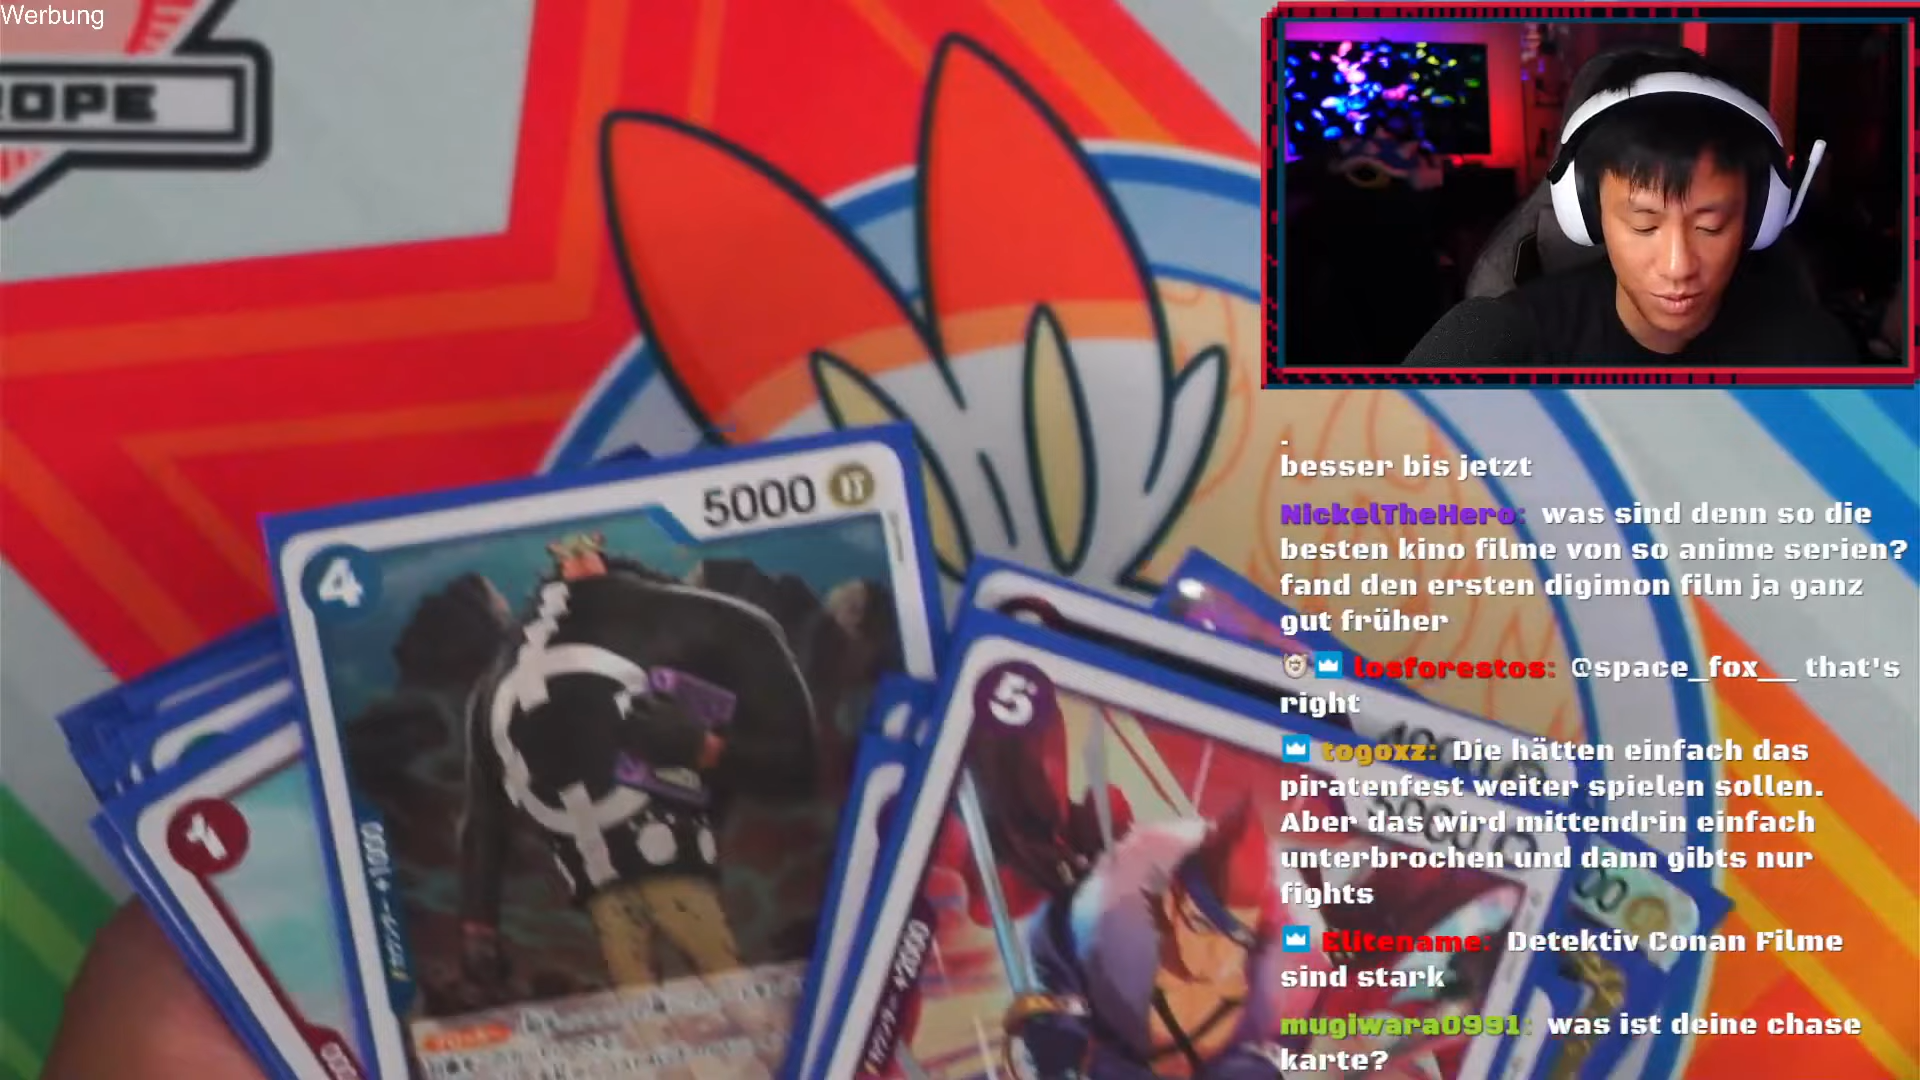 Werbung
ROPE
5000
4
1
5
+1000
+2000
-
besser bis jetzt
NickelTheHero: was sind denn so die
besten kino filme von so anime serien?
fand den ersten digimon film ja ganz
gut früher
losforestos: @space_fox__ that's
right
togoxz: Die hätten einfach das
piratenfest weiter spielen sollen.
Aber das wird mittendrin einfach
unterbrochen und dann gibts nur
fights
Elitename: Detektiv Conan Filme
sind stark
mugiwara0991: was ist deine chase
karte?